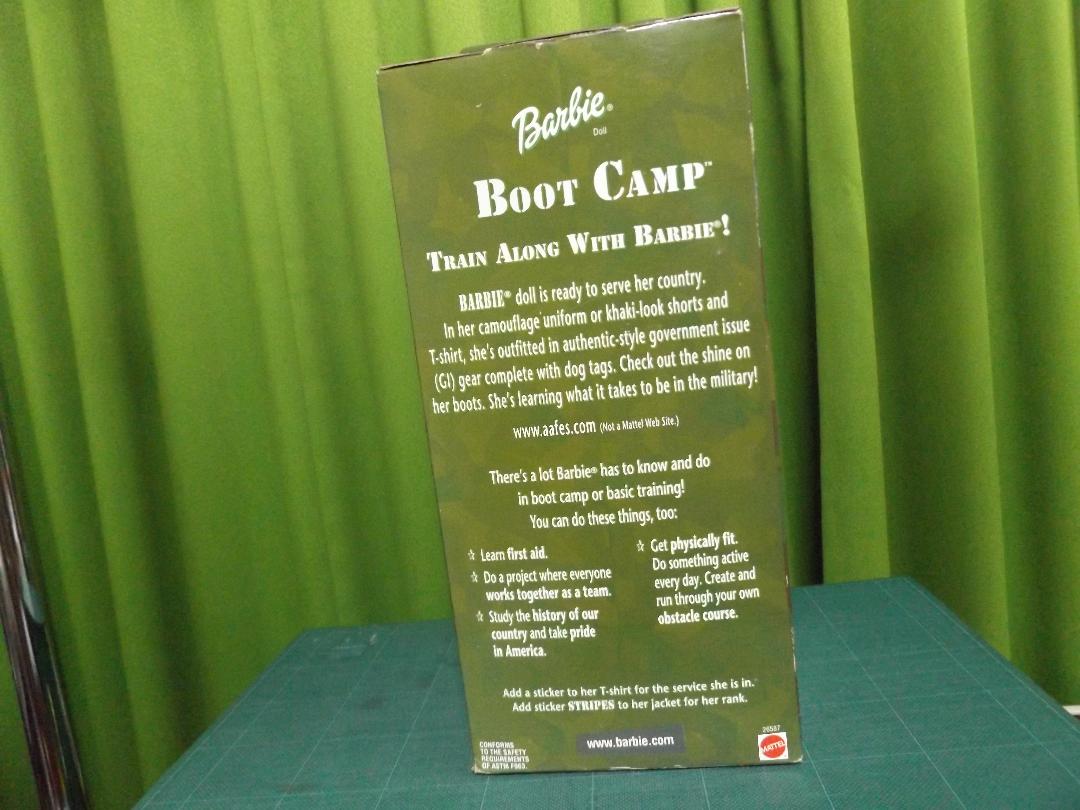 Barbie®
Doll
BOOT CAMP™
TRAIN ALONG WITH BARBIE®!
BARBIE® doll is ready to serve her country.
In her camouflage uniform or khaki-look shorts and
T-shirt, she's outfitted in authentic-style government issue
(GI) gear complete with dog tags. Check out the shine on
her boots. She's learning what it takes to be in the military!
www.aafes.com (Not a Mattel Web Site.)
There's a lot Barbie® has to know and do
in boot camp or basic training!
You can do these things, too:
☆ Learn first aid.
☆ Do a project where everyone
works together as a team.
☆ Study the history of our
country and take pride
in America.
☆ Get physically fit.
Do something active
every day. Create and
run through your own
obstacle course.
Add a sticker to her T-shirt for the service she is in.
Add sticker STRIPES to her jacket for her rank.
CONFORMS
TO THE SAFETY
REQUIREMENTS
OF ASTM F963.
www.barbie.com
26587
MATTEL